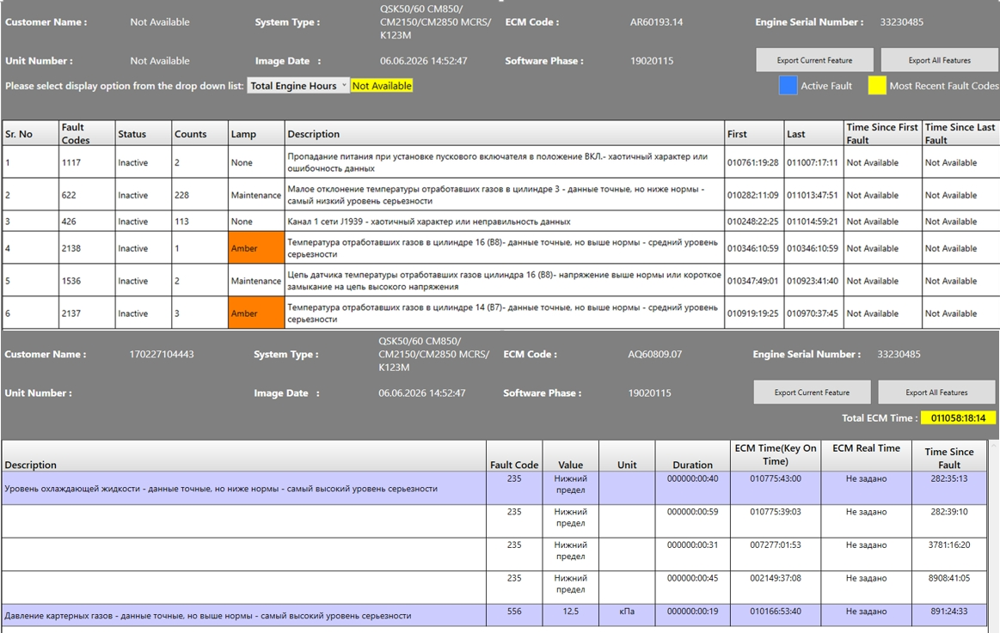 QSK50/60 CM850/
Customer Name : Not Available System Type : CM2150/CM2850 MCRS/ ECM Code : AR60193.14 Engine Serial Number : 33230485
K123M
Unit Number : Not Available Image Date : 06.06.2026 14:52:47 Software Phase : 19020115 Export Current Feature Export All Features
Please select display option from the drop down list: Total Engine Hours Not Available Active Fault Most Recent Fault Codes
Sr. No Fault Codes Status Counts Lamp Description First Last Time Since First Fault Time Since Last Fault
1 1117 Inactive 2 None Пропадание питания при установке пускового включателя в положение ВКЛ.- хаотичный характер или 010761:19:28 011007:17:11 Not Available Not Available
ошибочность данных
2 622 Inactive 228 Maintenance Малое отклонение температуры отработавших газов в цилиндре 3 - данные точные, но ниже нормы - 010282:11:09 011013:47:51 Not Available Not Available
самый низкий уровень серьезности
3 426 Inactive 113 None Канал 1 сети J1939 - хаотичный характер или неправильность данных 010248:22:25 011014:59:21 Not Available Not Available
4 2138 Inactive 1 Amber Температура отработавших газов в цилиндре 16 (B8)- данные точные, но выше нормы - средний уровень 010346:10:59 010346:10:59 Not Available Not Available
серьезности
5 1536 Inactive 2 Maintenance Цепь датчика температуры отработавших газов цилиндра 16 (B8)- напряжение выше нормы или короткое 010347:49:01 010923:41:40 Not Available Not Available
замыкание на цепь высокого напряжения
6 2137 Inactive 3 Amber Температура отработавших газов в цилиндре 14 (B7)- данные точные, но выше нормы - средний уровень 010919:19:25 010970:37:45 Not Available Not Available
серьезности
QSK50/60 CM850/
Customer Name : 170227104443 System Type : CM2150/CM2850 MCRS/ ECM Code : AQ60809.07 Engine Serial Number : 33230485
K123M
Unit Number : Image Date : 06.06.2026 14:52:47 Software Phase : 19020115 Export Current Feature Export All Features
Total ECM Time : 011058:18:14
Description Fault Code Value Unit Duration ECM Time(Key On Time) ECM Real Time Time Since Fault
Уровень охлаждающей жидкости - данные точные, но ниже нормы - самый высокий уровень серьезности 235 Нижний предел 000000:00:40 010775:43:00 Не задано 282:35:13
235 Нижний предел 000000:00:59 010775:39:03 Не задано 282:39:10
235 Нижний предел 000000:00:31 007277:01:53 Не задано 3781:16:20
235 Нижний предел 000000:00:45 002149:37:08 Не задано 8908:41:05
Давление картерных газов - данные точные, но выше нормы - самый высокий уровень серьезности 556 12,5 кПа 000000:00:19 010166:53:40 Не задано 891:24:33